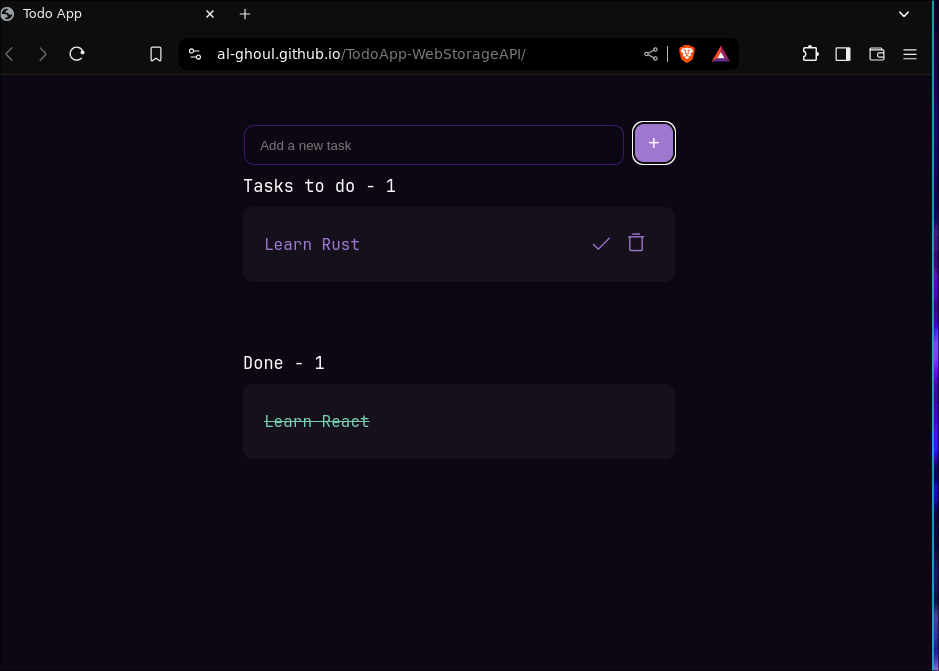 Todo App
al-ghoul.github.io/TodoApp-WebStorageAPI/
Add a new task
+
Tasks to do - 1
Learn Rust
Done - 1
Learn React